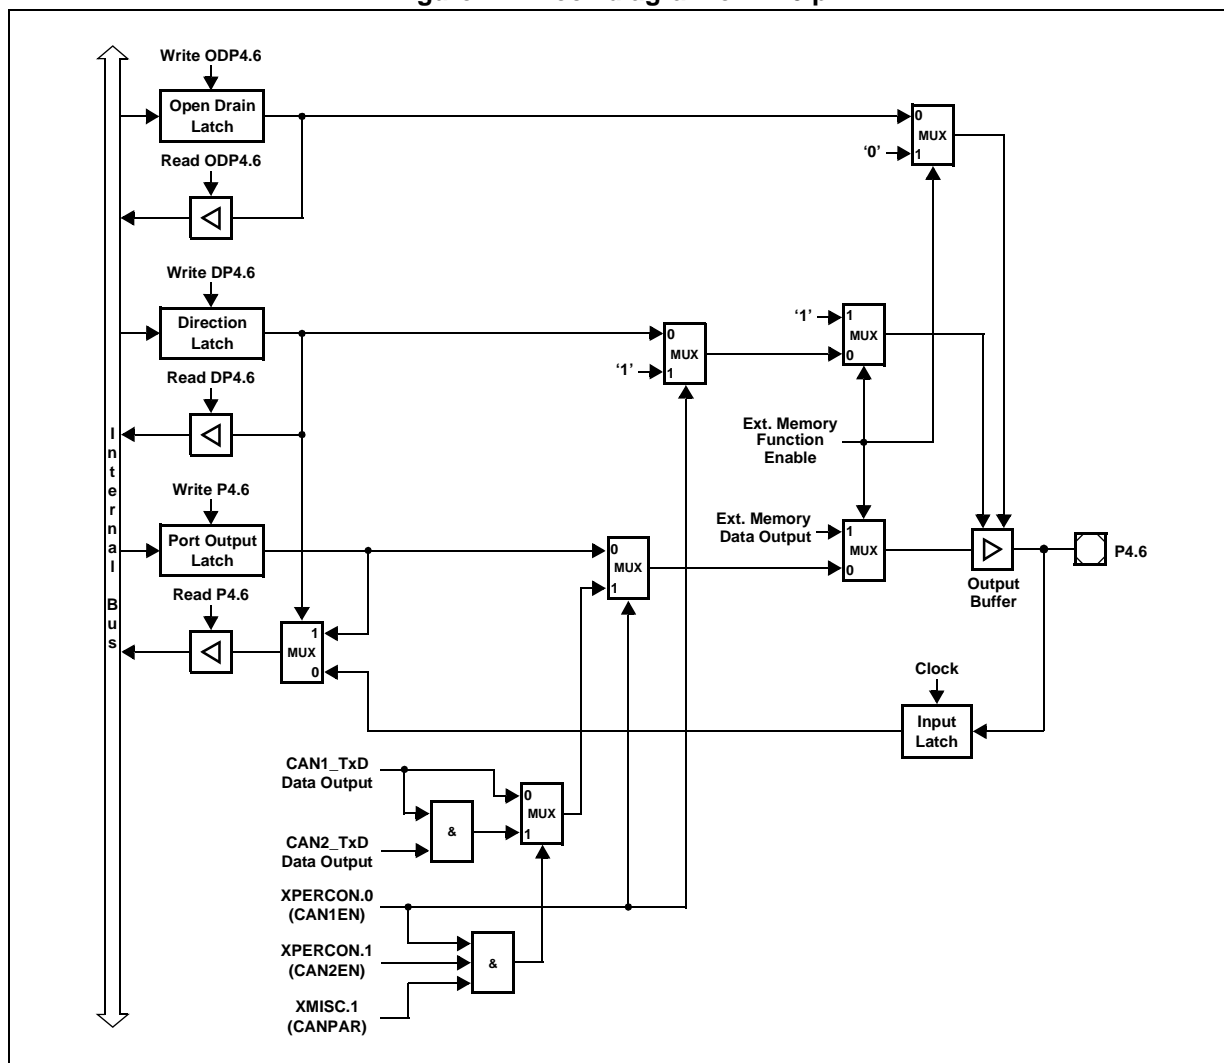 Write ODP4.6
Open Drain
Latch
0
MUX
1
'0'
Read ODP4.6
Write DP4.6
Direction
Latch
0
MUX
1
'1'
'1'
1
MUX
0
Read DP4.6
Ext. Memory
Function
Enable
Internal Bus
Write P4.6
Port Output
Latch
0
MUX
1
Ext. Memory
Data Output
1
MUX
0
Output
Buffer
P4.6
Read P4.6
1
MUX
0
Clock
Input
Latch
CAN1_TxD
Data Output
0
MUX
1
&
CAN2_TxD
Data Output
XPERCON.0
(CAN1EN)
XPERCON.1
(CAN2EN)
&
XMISC.1
(CANPAR)